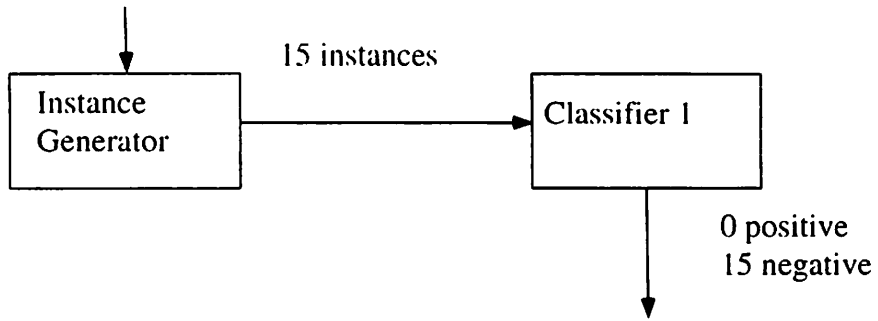 15 instances
Instance
Generator
Classifier 1
0 positive
15 negative